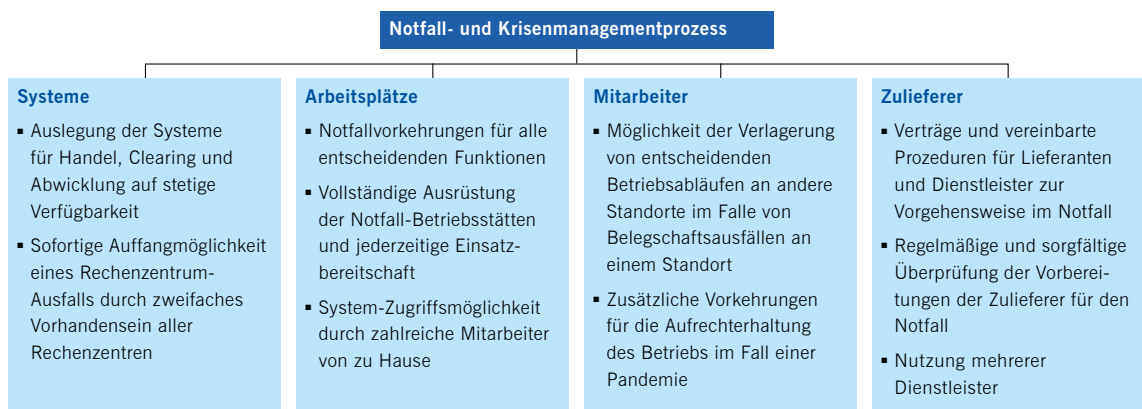 Notfall- und Krisenmanagementprozess
Systeme
▪ Auslegung der Systeme
für Handel, Clearing und
Abwicklung auf stetige
Verfügbarkeit
▪ Sofortige Auffangmöglichkeit
eines Rechenzentrum-
Ausfalls durch zweifaches
Vorhandensein aller
Rechenzentren
Arbeitsplätze
▪ Notfallvorkehrungen für alle
entscheidenden Funktionen
▪ Vollständige Ausrüstung
der Notfall-Betriebsstätten
und jederzeitige Einsatz-
bereitschaft
▪ System-Zugriffsmöglichkeit
durch zahlreiche Mitarbeiter
von zu Hause
Mitarbeiter
▪ Möglichkeit der Verlagerung
von entscheidenden
Betriebsabläufen an andere
Standorte im Falle von
Belegschaftsausfällen an
einem Standort
▪ Zusätzliche Vorkehrungen
für die Aufrechterhaltung
des Betriebs im Fall einer
Pandemie
Zulieferer
▪ Verträge und vereinbarte
Prozeduren für Lieferanten
und Dienstleister zur
Vorgehensweise im Notfall
▪ Regelmäßige und sorgfältige
Überprüfung der Vorberei-
tungen der Zulieferer für den
Notfall
▪ Nutzung mehrerer
Dienstleister